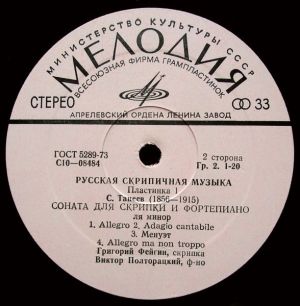 МИНИСТЕРСТВО КУЛЬТУРЫ СССР
МЕЛОДИЯ
ВСЕСОЮЗНАЯ ФИРМА ГРАМПЛАСТИНОК
СТЕРЕО
33
АПРЕЛЕВСКИЙ ОРДЕНА ЛЕНИНА ЗАВОД
ГОСТ 5289-73
С10—08484
2 сторона
Гр. 2. 1-20
РУССКАЯ СКРИПИЧНАЯ МУЗЫКА
Пластинка 1
С. Танеев (1856—1915)
СОНАТА ДЛЯ СКРИПКИ И ФОРТЕПИАНО
ля минор
1. Allegro 2. Adagio cantabile
3. Менуэт
4. Allegro ma non troppo
Григорий Фейгин, скрипка
Виктор Полторацкий, ф-но